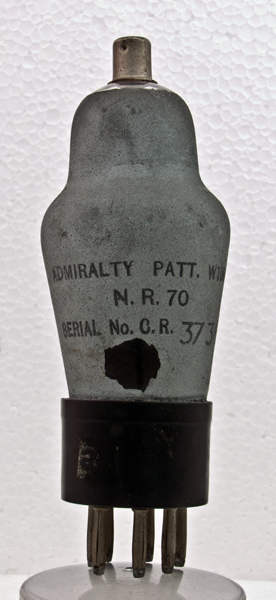 ADMIRALTY PATT.
N. R. 70
SERIAL No. C. R. 373